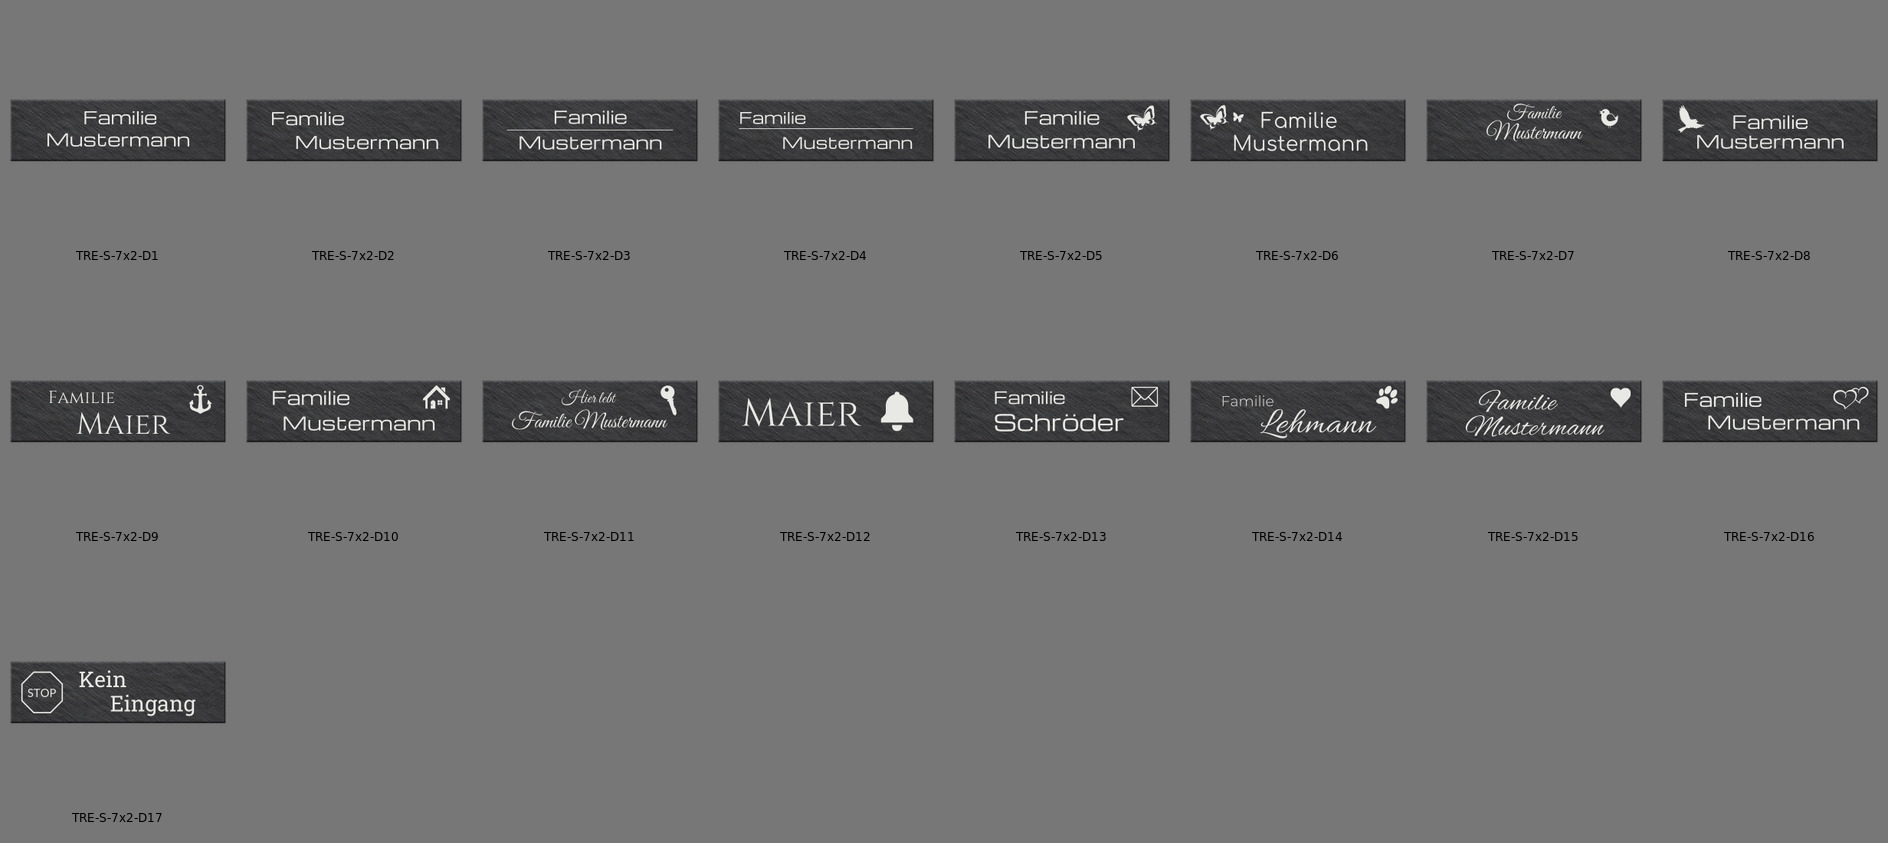 Familie
Mustermann
TRE-S-7x2-D1
Familie
Mustermann
TRE-S-7x2-D2
Familie
Mustermann
TRE-S-7x2-D3
Familie
Mustermann
TRE-S-7x2-D4
Familie
Mustermann
TRE-S-7x2-D5
Familie
Mustermann
TRE-S-7x2-D6
Familie
Mustermann
TRE-S-7x2-D7
Familie
Mustermann
TRE-S-7x2-D8
FAMILIE
MAIER
TRE-S-7x2-D9
Familie
Mustermann
TRE-S-7x2-D10
Hier lebt
Familie Mustermann
TRE-S-7x2-D11
MAIER
TRE-S-7x2-D12
Familie
Schröder
TRE-S-7x2-D13
Familie
Lehmann
TRE-S-7x2-D14
Familie
Mustermann
TRE-S-7x2-D15
Familie
Mustermann
TRE-S-7x2-D16
STOP
Kein
Eingang
TRE-S-7x2-D17